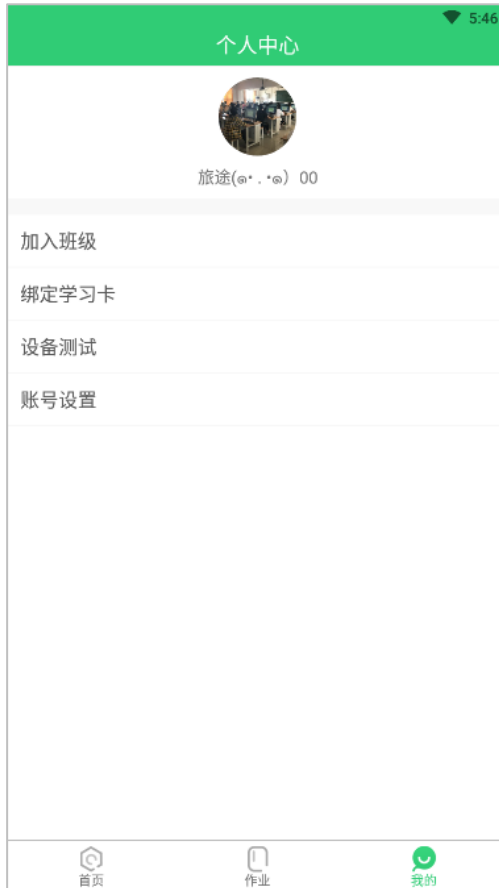 5:46
个人中心
旅途(๑• . •๑）00
加入班级
绑定学习卡
设备测试
账号设置
首页
作业
我的